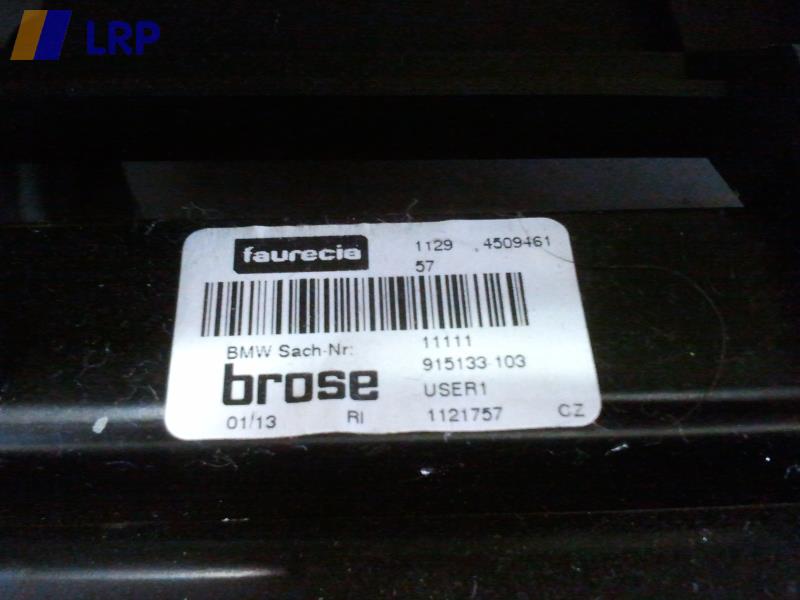 LRP
faurecia 1129 .4509461
57
BMW Sach-Nr: 11111
915133-103
brose USER1
01/13 RI 1121757 CZ